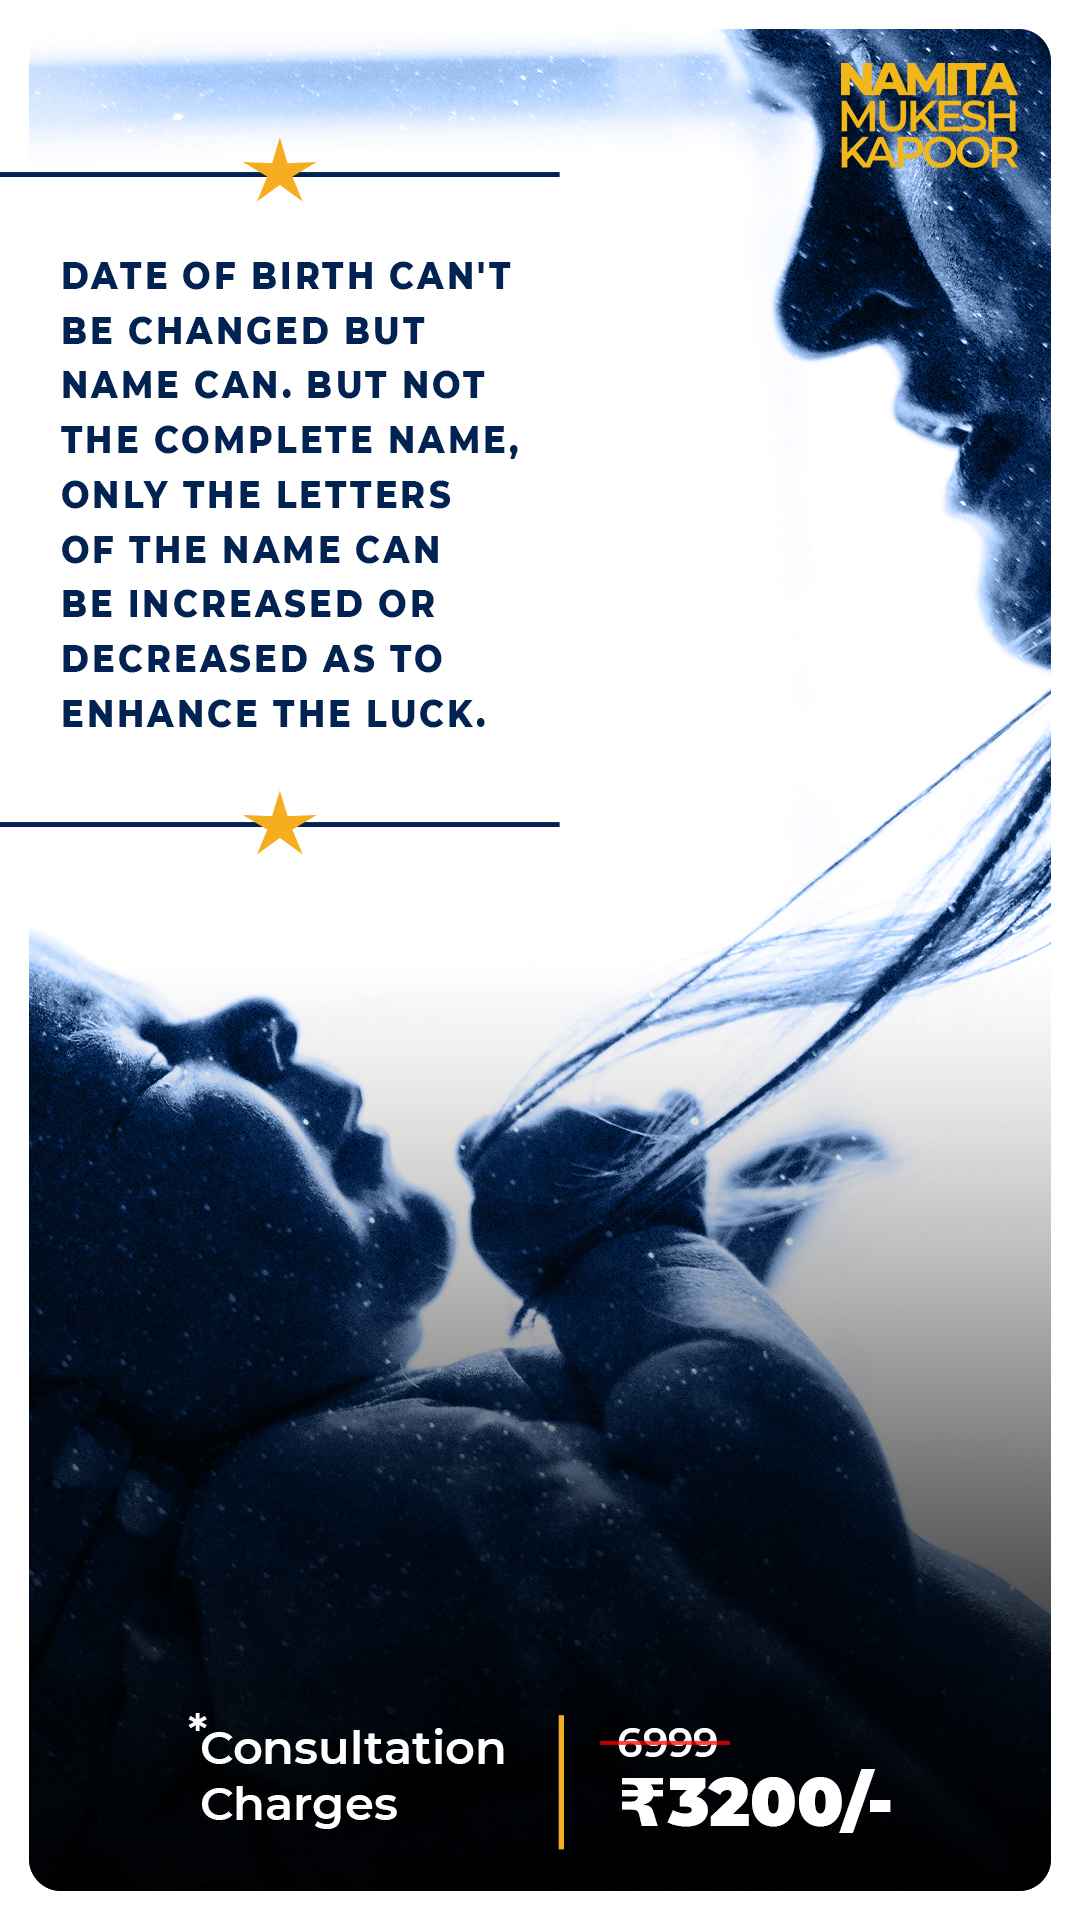 NAMITA
MUKESH
KAPOOR
DATE OF BIRTH CAN'T
BE CHANGED BUT
NAME CAN. BUT NOT
THE COMPLETE NAME,
ONLY THE LETTERS
OF THE NAME CAN
BE INCREASED OR
DECREASED AS TO
ENHANCE THE LUCK.
*Consultation
Charges
6999
₹3200/-